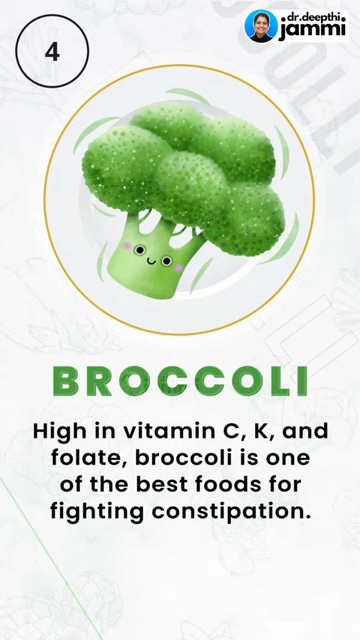 4
dr.deepthi
jammi
BROCCOLI
High in vitamin C, K, and
folate, broccoli is one
of the best foods for
fighting constipation.